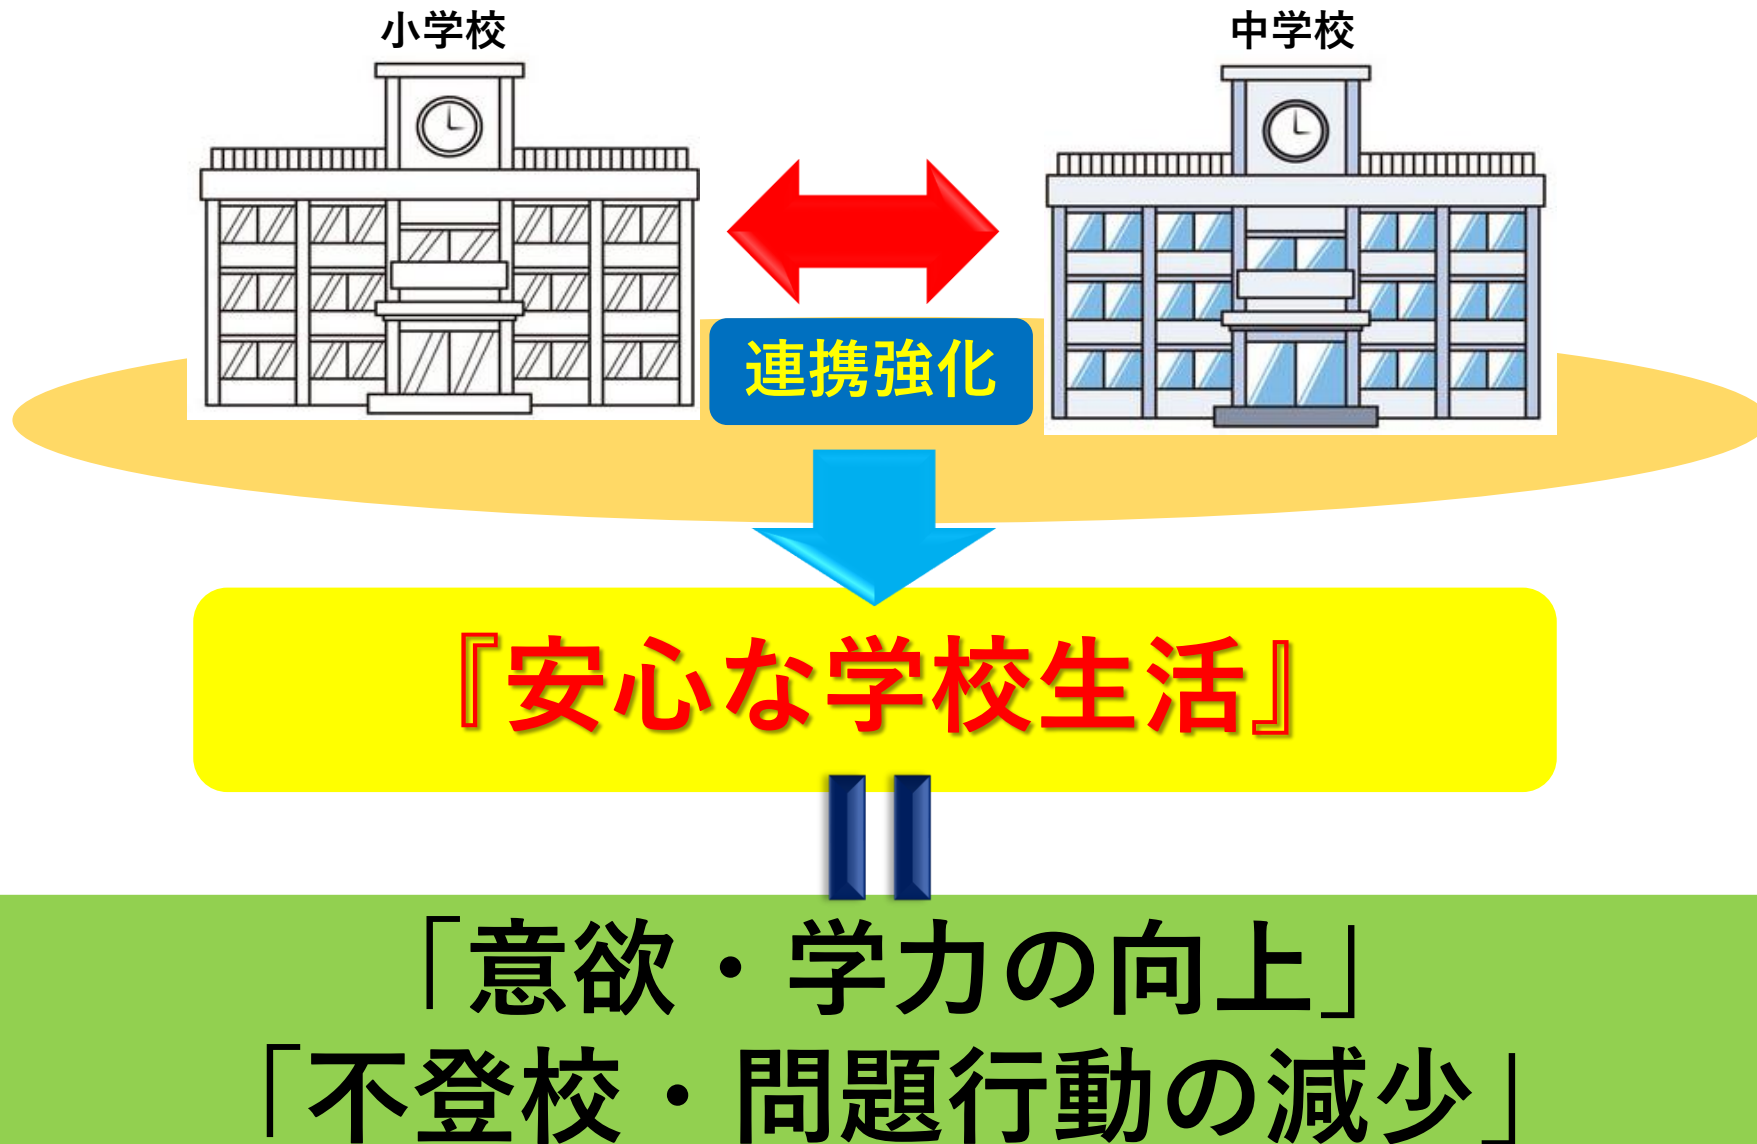 小学校
中学校
連携強化
『安心な学校生活』
「意欲・学力の向上」
「不登校・問題行動の減少」